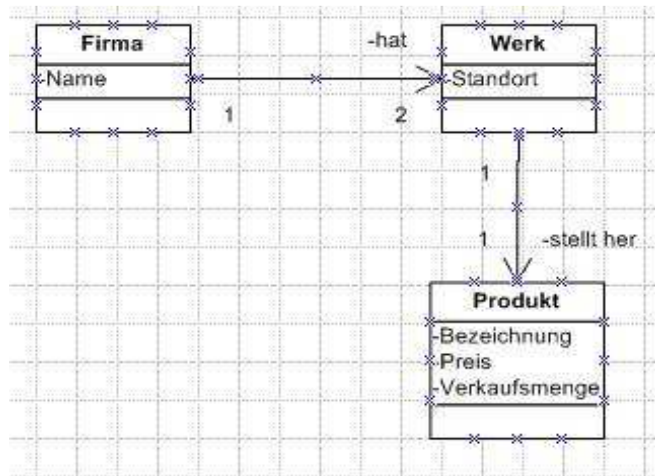 Firma
-Name
-hat
1
2
Werk
-Standort
1
1
-stellt her
Produkt
-Bezeichnung
-Preis
-Verkaufsmenge